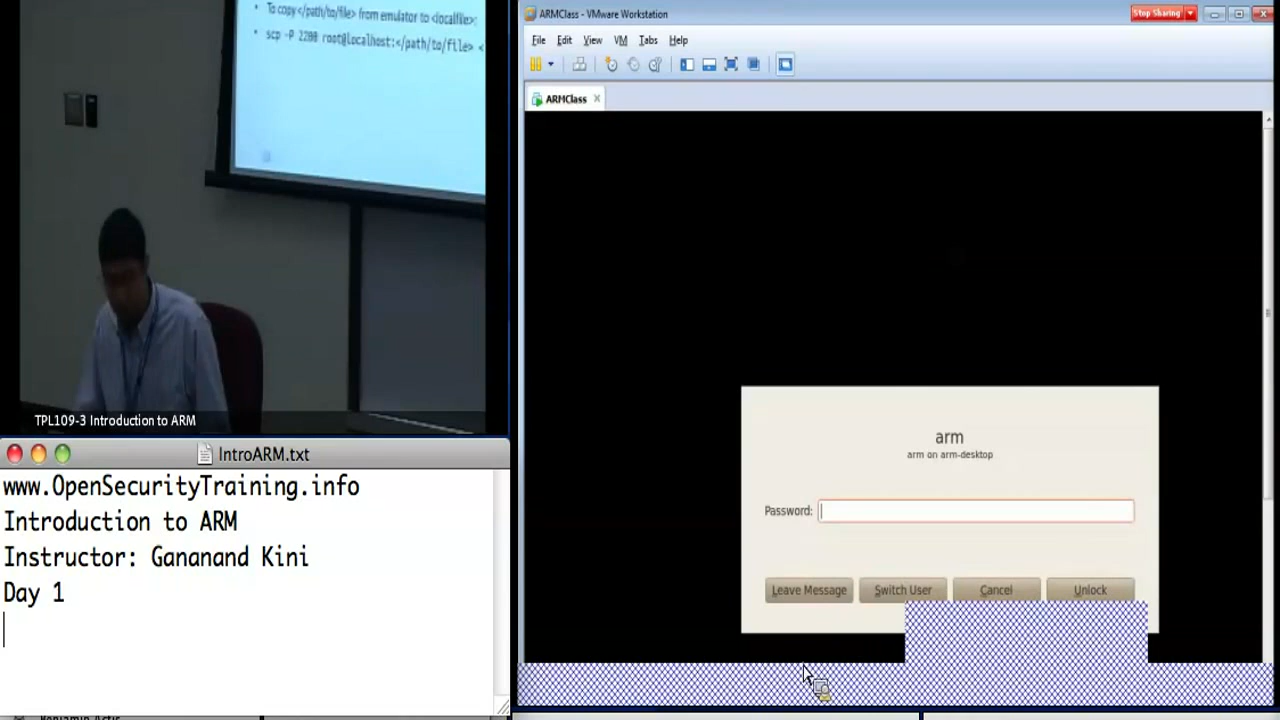 To copy </path/to/file> from emulator to <localfile>:
scp -P 2200 root@localhost:</path/to/file> <
TPL109-3 Introduction to ARM
IntroARM.txt
www.OpenSecurityTraining.info
Introduction to ARM
Instructor: Gananand Kini
Day 1
ARMClass - VMware Workstation
Stop Sharing
File Edit View VM Tabs Help
ARMClass
arm
arm on arm-desktop
Password:
Leave Message Switch User Cancel Unlock